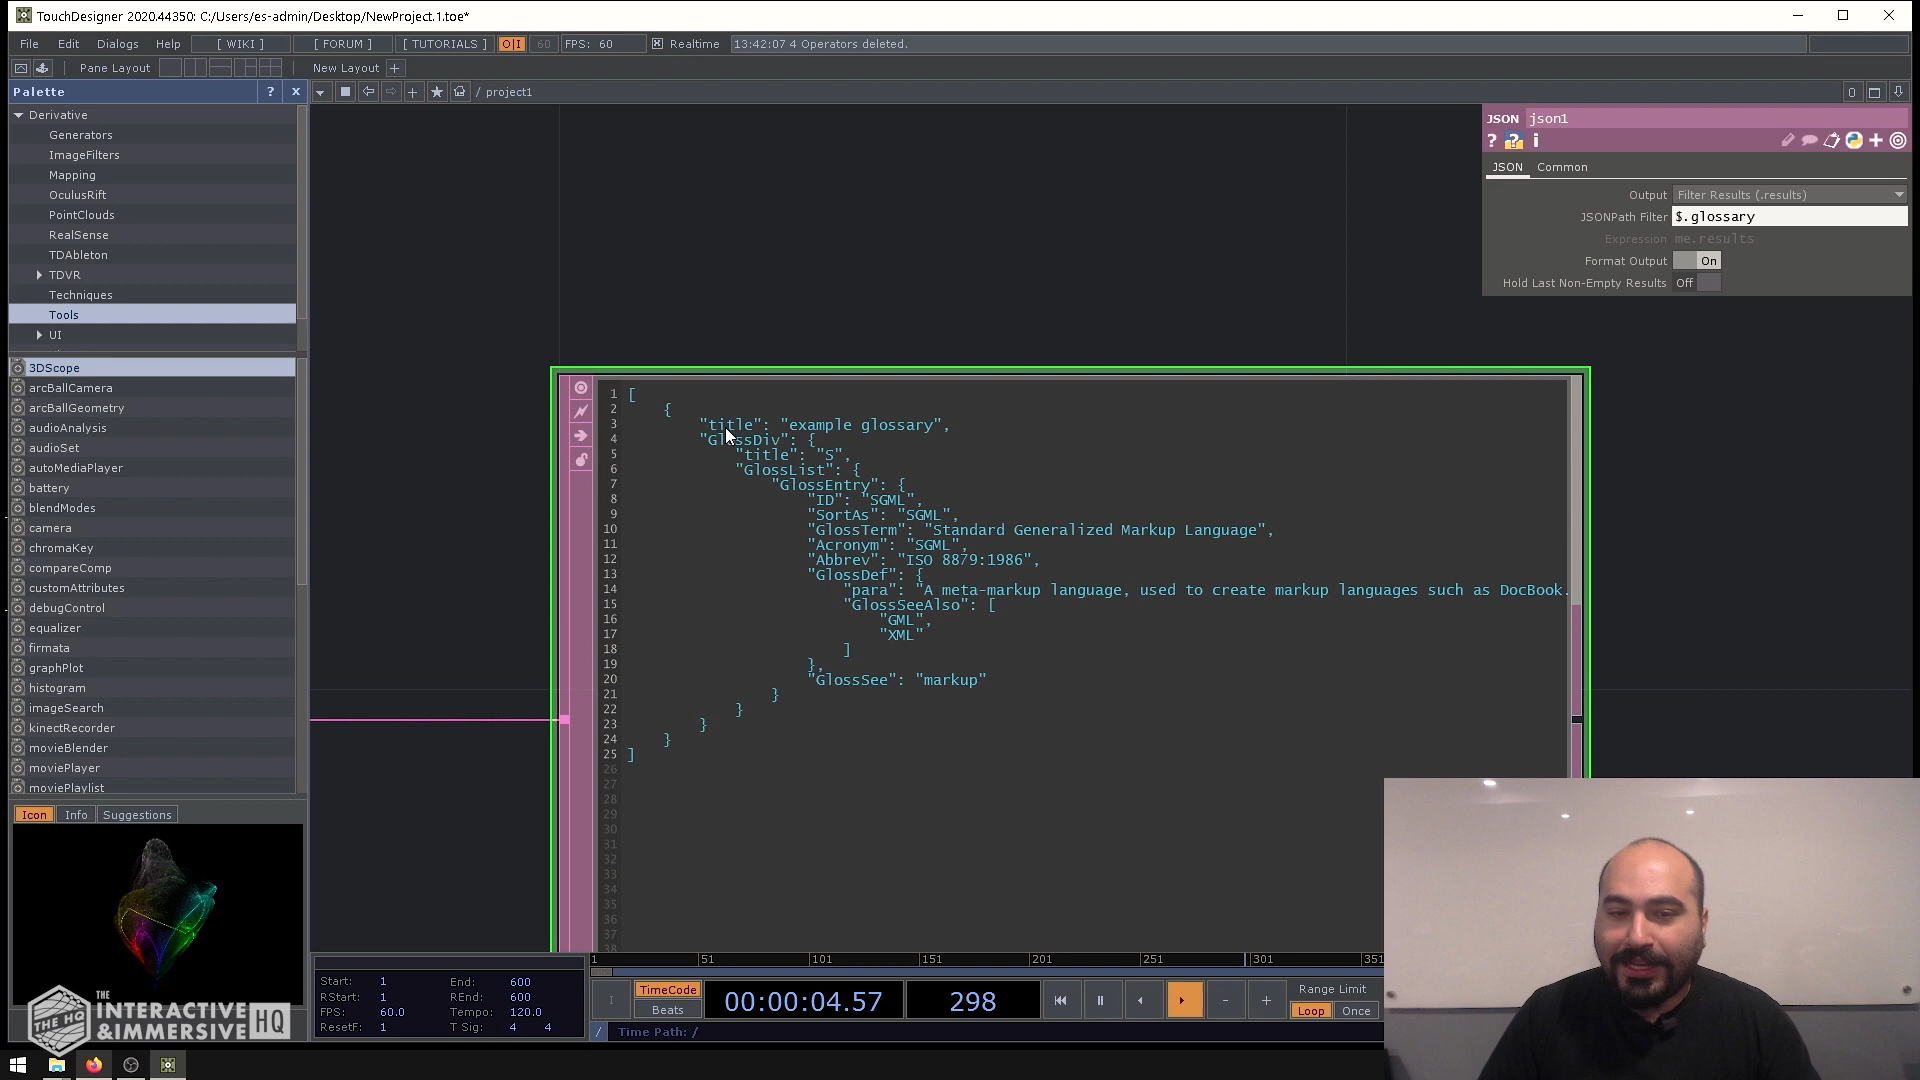 TouchDesigner 2020.44350: C:/Users/es-admin/Desktop/NewProject.1.toe*
File Edit Dialogs Help [ WIKI ] [ FORUM ] [ TUTORIALS ] O|I 60 FPS: 60 Realtime 13:42:07 4 Operators deleted.
Pane Layout New Layout +
Palette ? x / project1 0
Derivative
Generators
ImageFilters
Mapping
OculusRift
PointClouds
RealSense
TDAbleton
TDVR
Techniques
Tools
UI
3DScope
arcBallCamera
arcBallGeometry
audioAnalysis
audioSet
autoMediaPlayer
battery
blendModes
camera
chromaKey
compareComp
customAttributes
debugControl
equalizer
firmata
graphPlot
histogram
imageSearch
kinectRecorder
movieBlender
moviePlayer
moviePlaylist
Icon Info Suggestions
THE
INTERACTIVE
&IMMERSIVE HQ
THE HQ
JSON json1
? ? i
JSON Common
Output Filter Results (.results)
JSONPath Filter $.glossary
Expression me.results
Format Output On
Hold Last Non-Empty Results Off
1 [
2 {
3 "title": "example glossary",
4 "GlossDiv": {
5 "title": "S",
6 "GlossList": {
7 "GlossEntry": {
8 "ID": "SGML",
9 "SortAs": "SGML",
10 "GlossTerm": "Standard Generalized Markup Language",
11 "Acronym": "SGML",
12 "Abbrev": "ISO 8879:1986",
13 "GlossDef": {
14 "para": "A meta-markup language, used to create markup languages such as DocBook.
15 "GlossSeeAlso": [
16 "GML",
17 "XML"
18 ]
19 },
20 "GlossSee": "markup"
21 }
22 }
23 }
24 }
25 ]
26
27
28
29
30
31
32
33
34
35
36
37
38
1 51 101 151 201 251 301 351
Start: 1 End: 600
RStart: 1 REnd: 600
FPS: 60.0 Tempo: 120.0
ResetF: 1 T Sig: 4 4
TimeCode
Beats
00:00:04.57 298
- +
Range Limit
Loop Once
/ Time Path: /